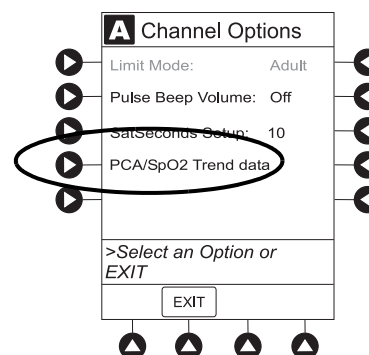 A Channel Options
Limit Mode: Adult
Pulse Beep Volume: Off
SatSeconds Setup: 10
PCA/SpO2 Trend data
>Select an Option or
EXIT
EXIT